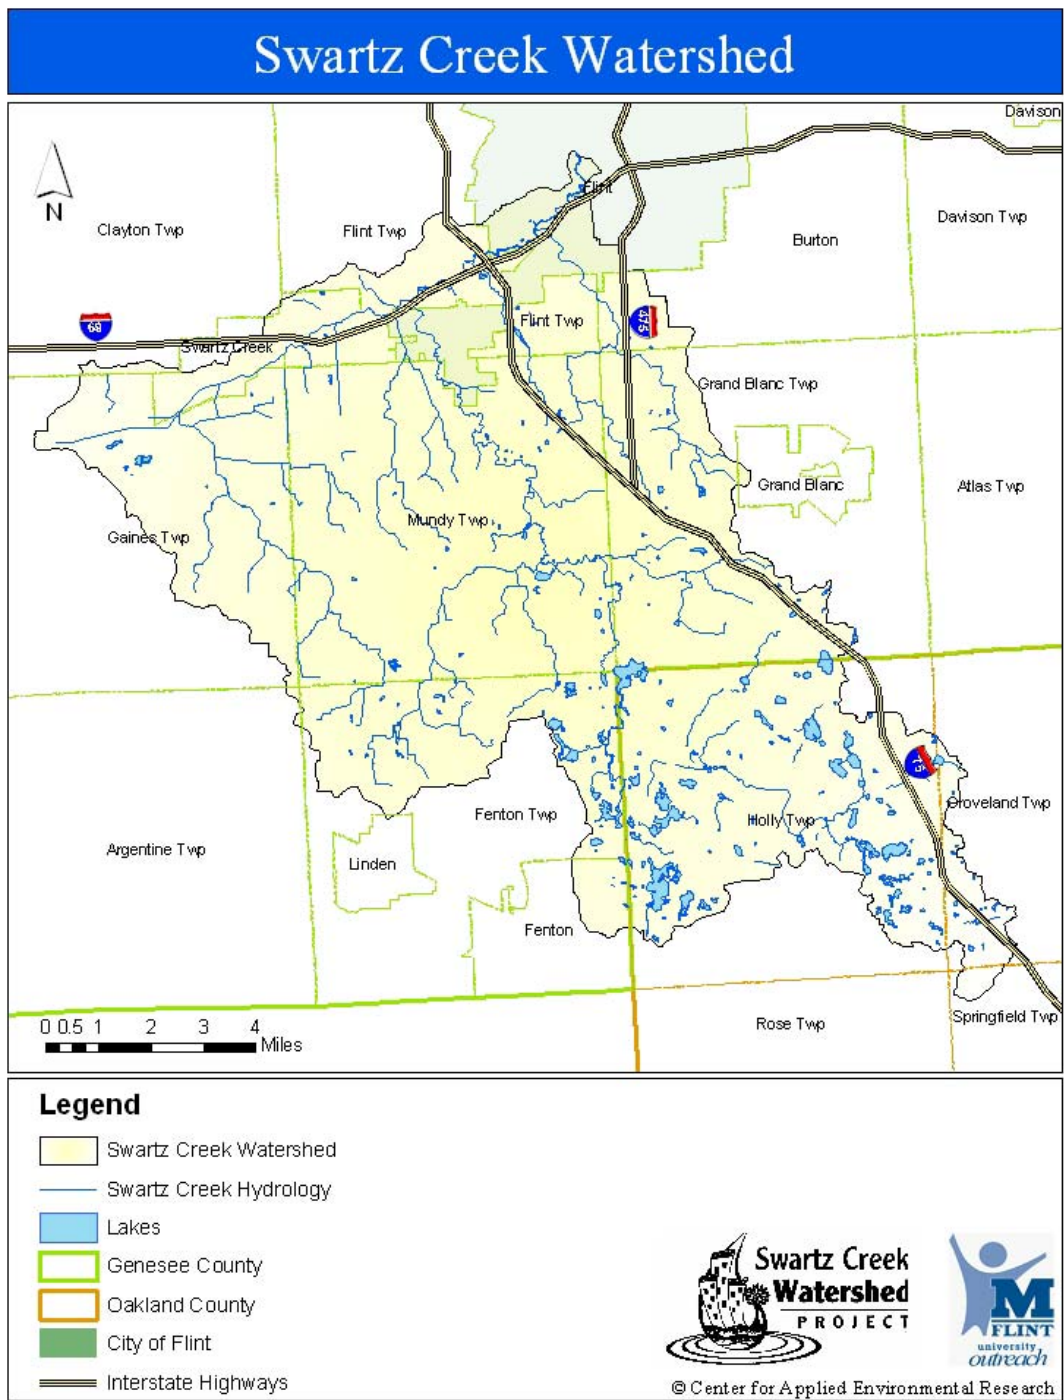 Swartz Creek Watershed
Davison
N
Clayton Twp
Flint Twp
Flint
Burton
Davison Twp
69
Swartz Creek
Flint Twp
475
Grand Blanc Twp
Grand Blanc
Atlas Twp
Gaines Twp
Mundy Twp
75
Argentine Twp
Linden
Fenton Twp
Holly Twp
Groveland Twp
Fenton
Rose Twp
Springfield Twp
0 0.5 1 2 3 4
Miles
Legend
Swartz Creek Watershed
Swartz Creek Hydrology
Lakes
Genesee County
Oakland County
City of Flint
Interstate Highways
Swartz Creek
Watershed
PROJECT
M
FLINT
university
outreach
© Center for Applied Environmental Research